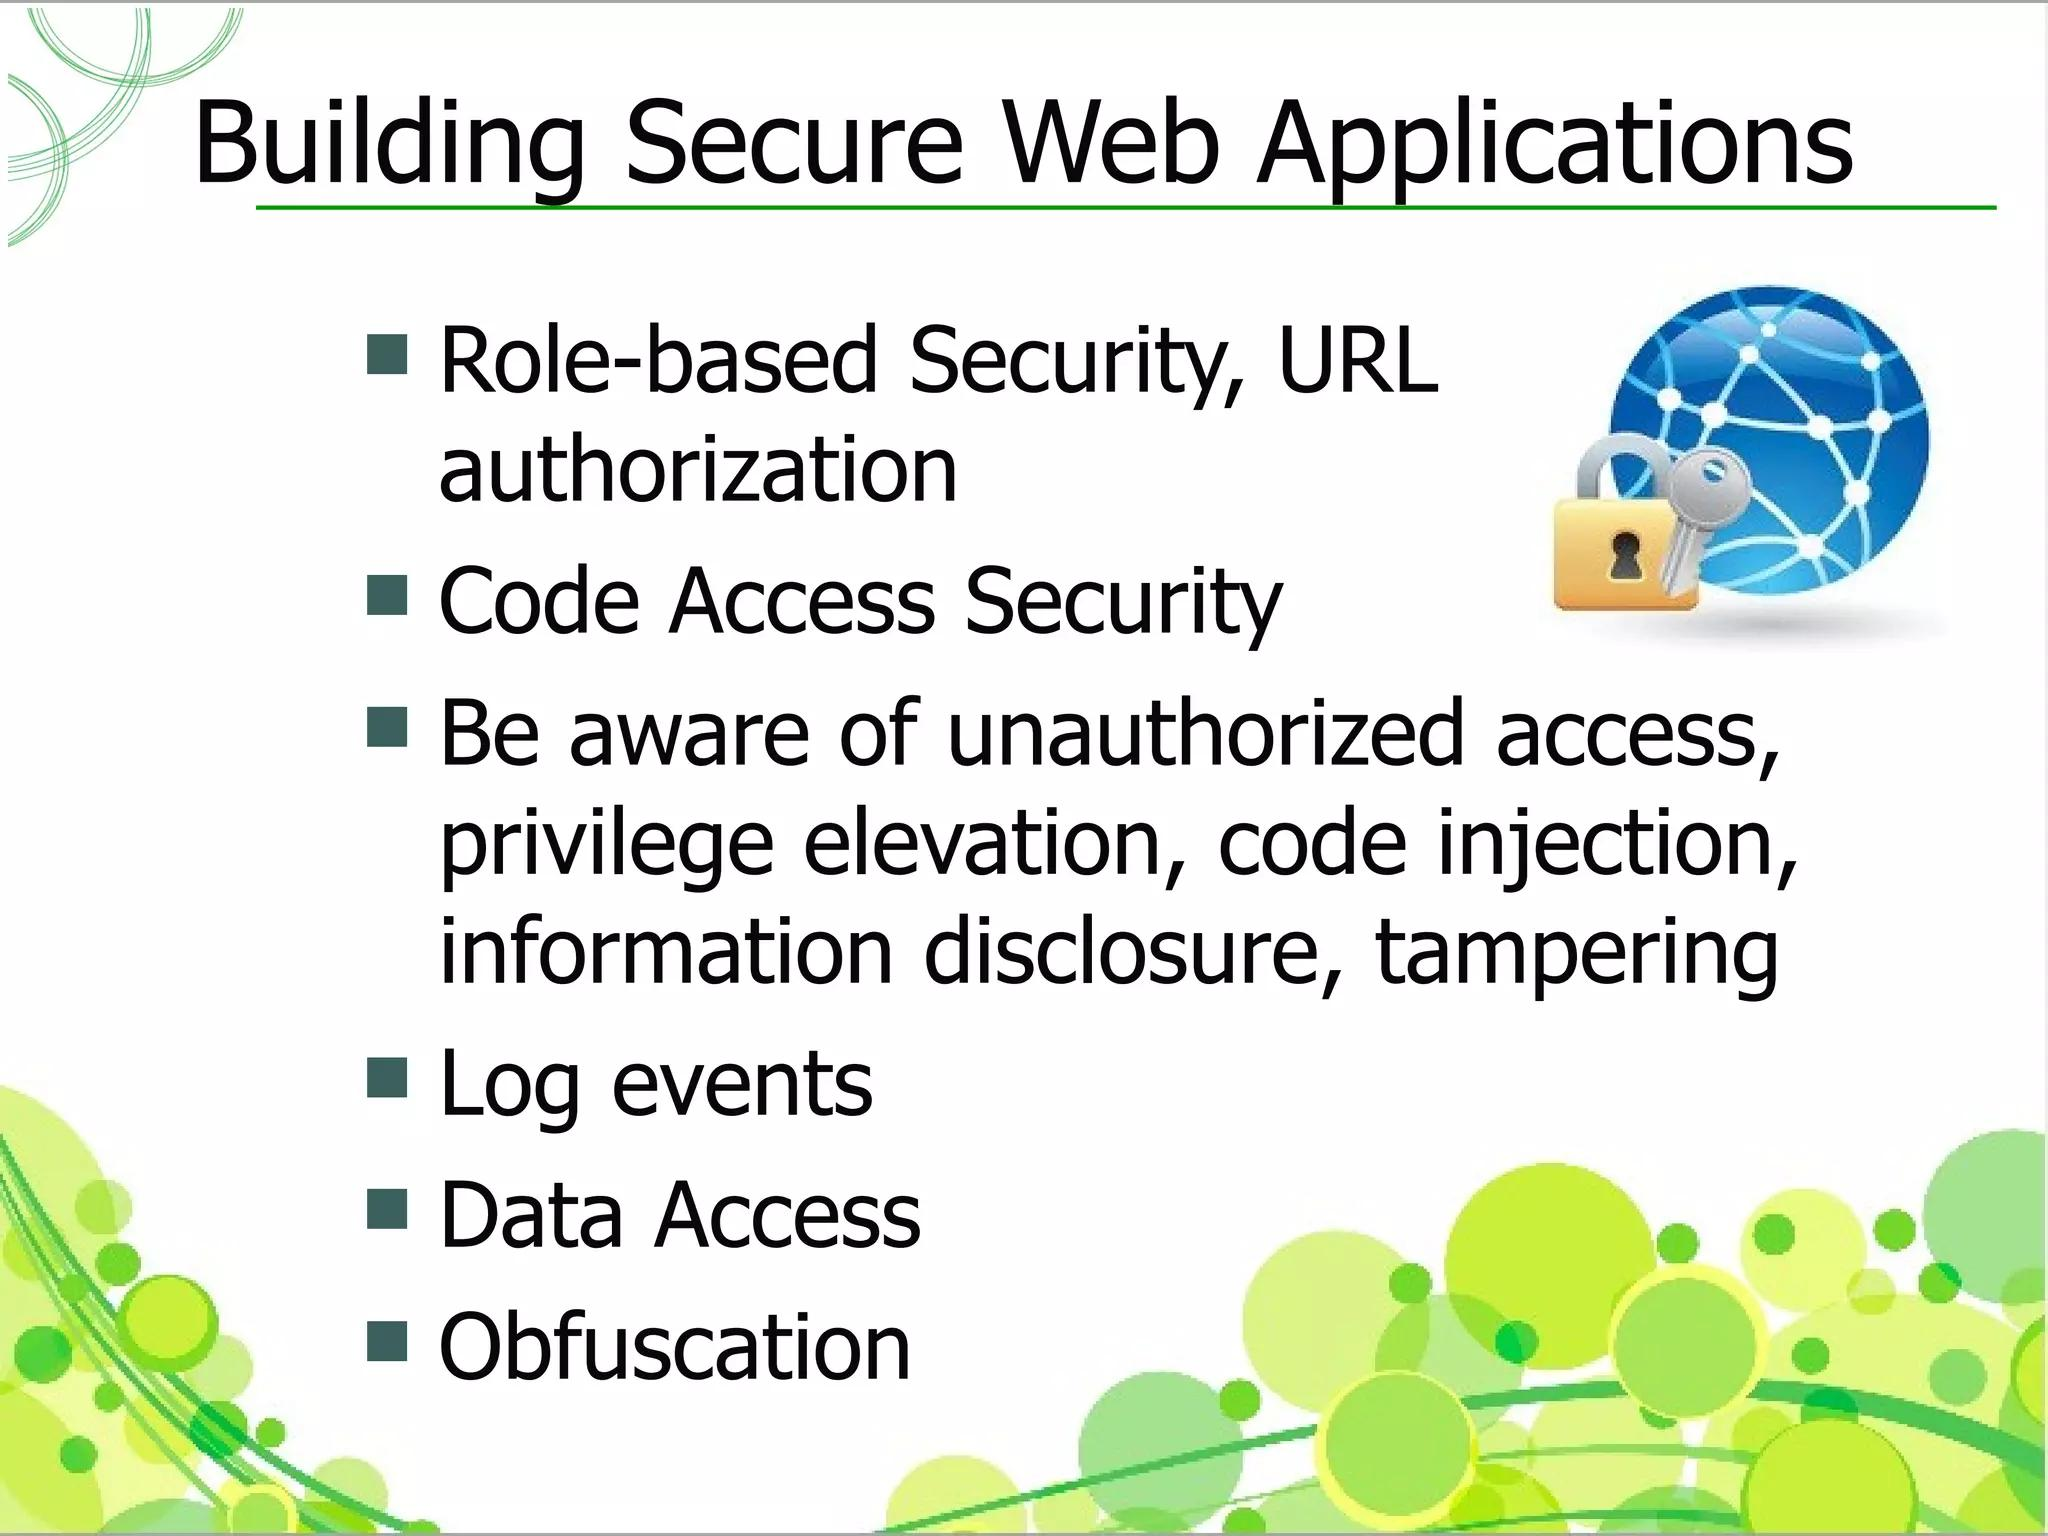 Building Secure Web Applications
Role-based Security, URL
authorization
Code Access Security
Be aware of unauthorized access,
privilege elevation, code injection,
information disclosure, tampering
Log events
Data Access
Obfuscation